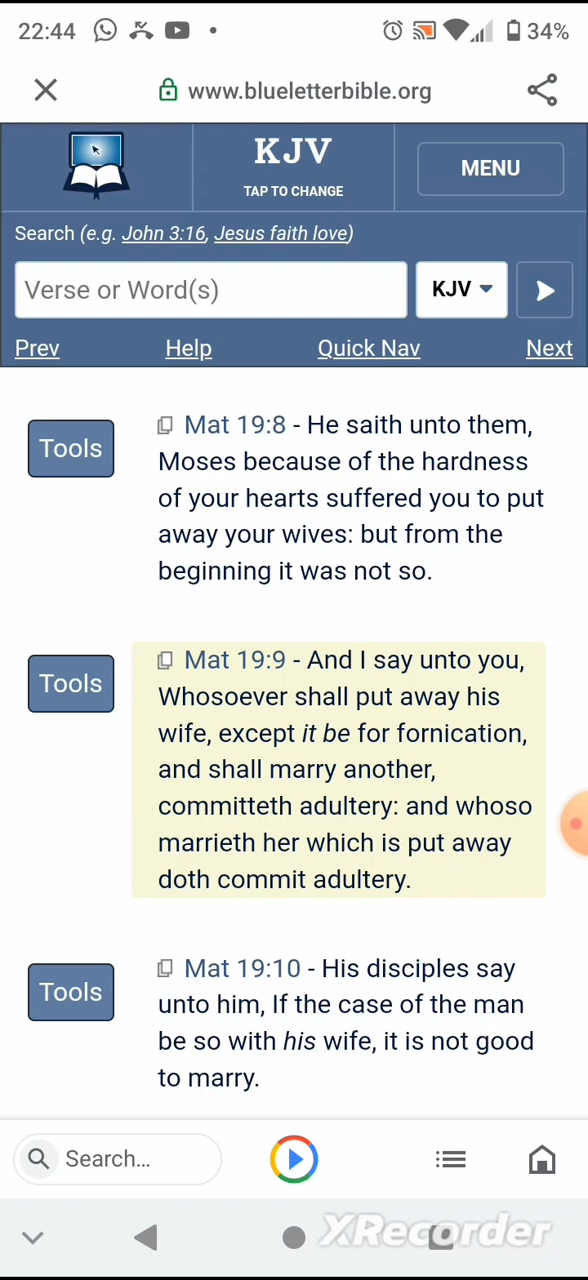 22:44
34%
www.blueletterbible.org
KJV
TAP TO CHANGE
MENU
Search (e.g. John 3:16, Jesus faith love)
Verse or Word(s)
KJV
Prev
Help
Quick Nav
Next
Tools
Mat 19:8 - He saith unto them,
Moses because of the hardness
of your hearts suffered you to put
away your wives: but from the
beginning it was not so.
Tools
Mat 19:9 - And I say unto you,
Whosoever shall put away his
wife, except it be for fornication,
and shall marry another,
committeth adultery: and whoso
marrieth her which is put away
doth commit adultery.
Tools
Mat 19:10 - His disciples say
unto him, If the case of the man
be so with his wife, it is not good
to marry.
Search...
XRecorder